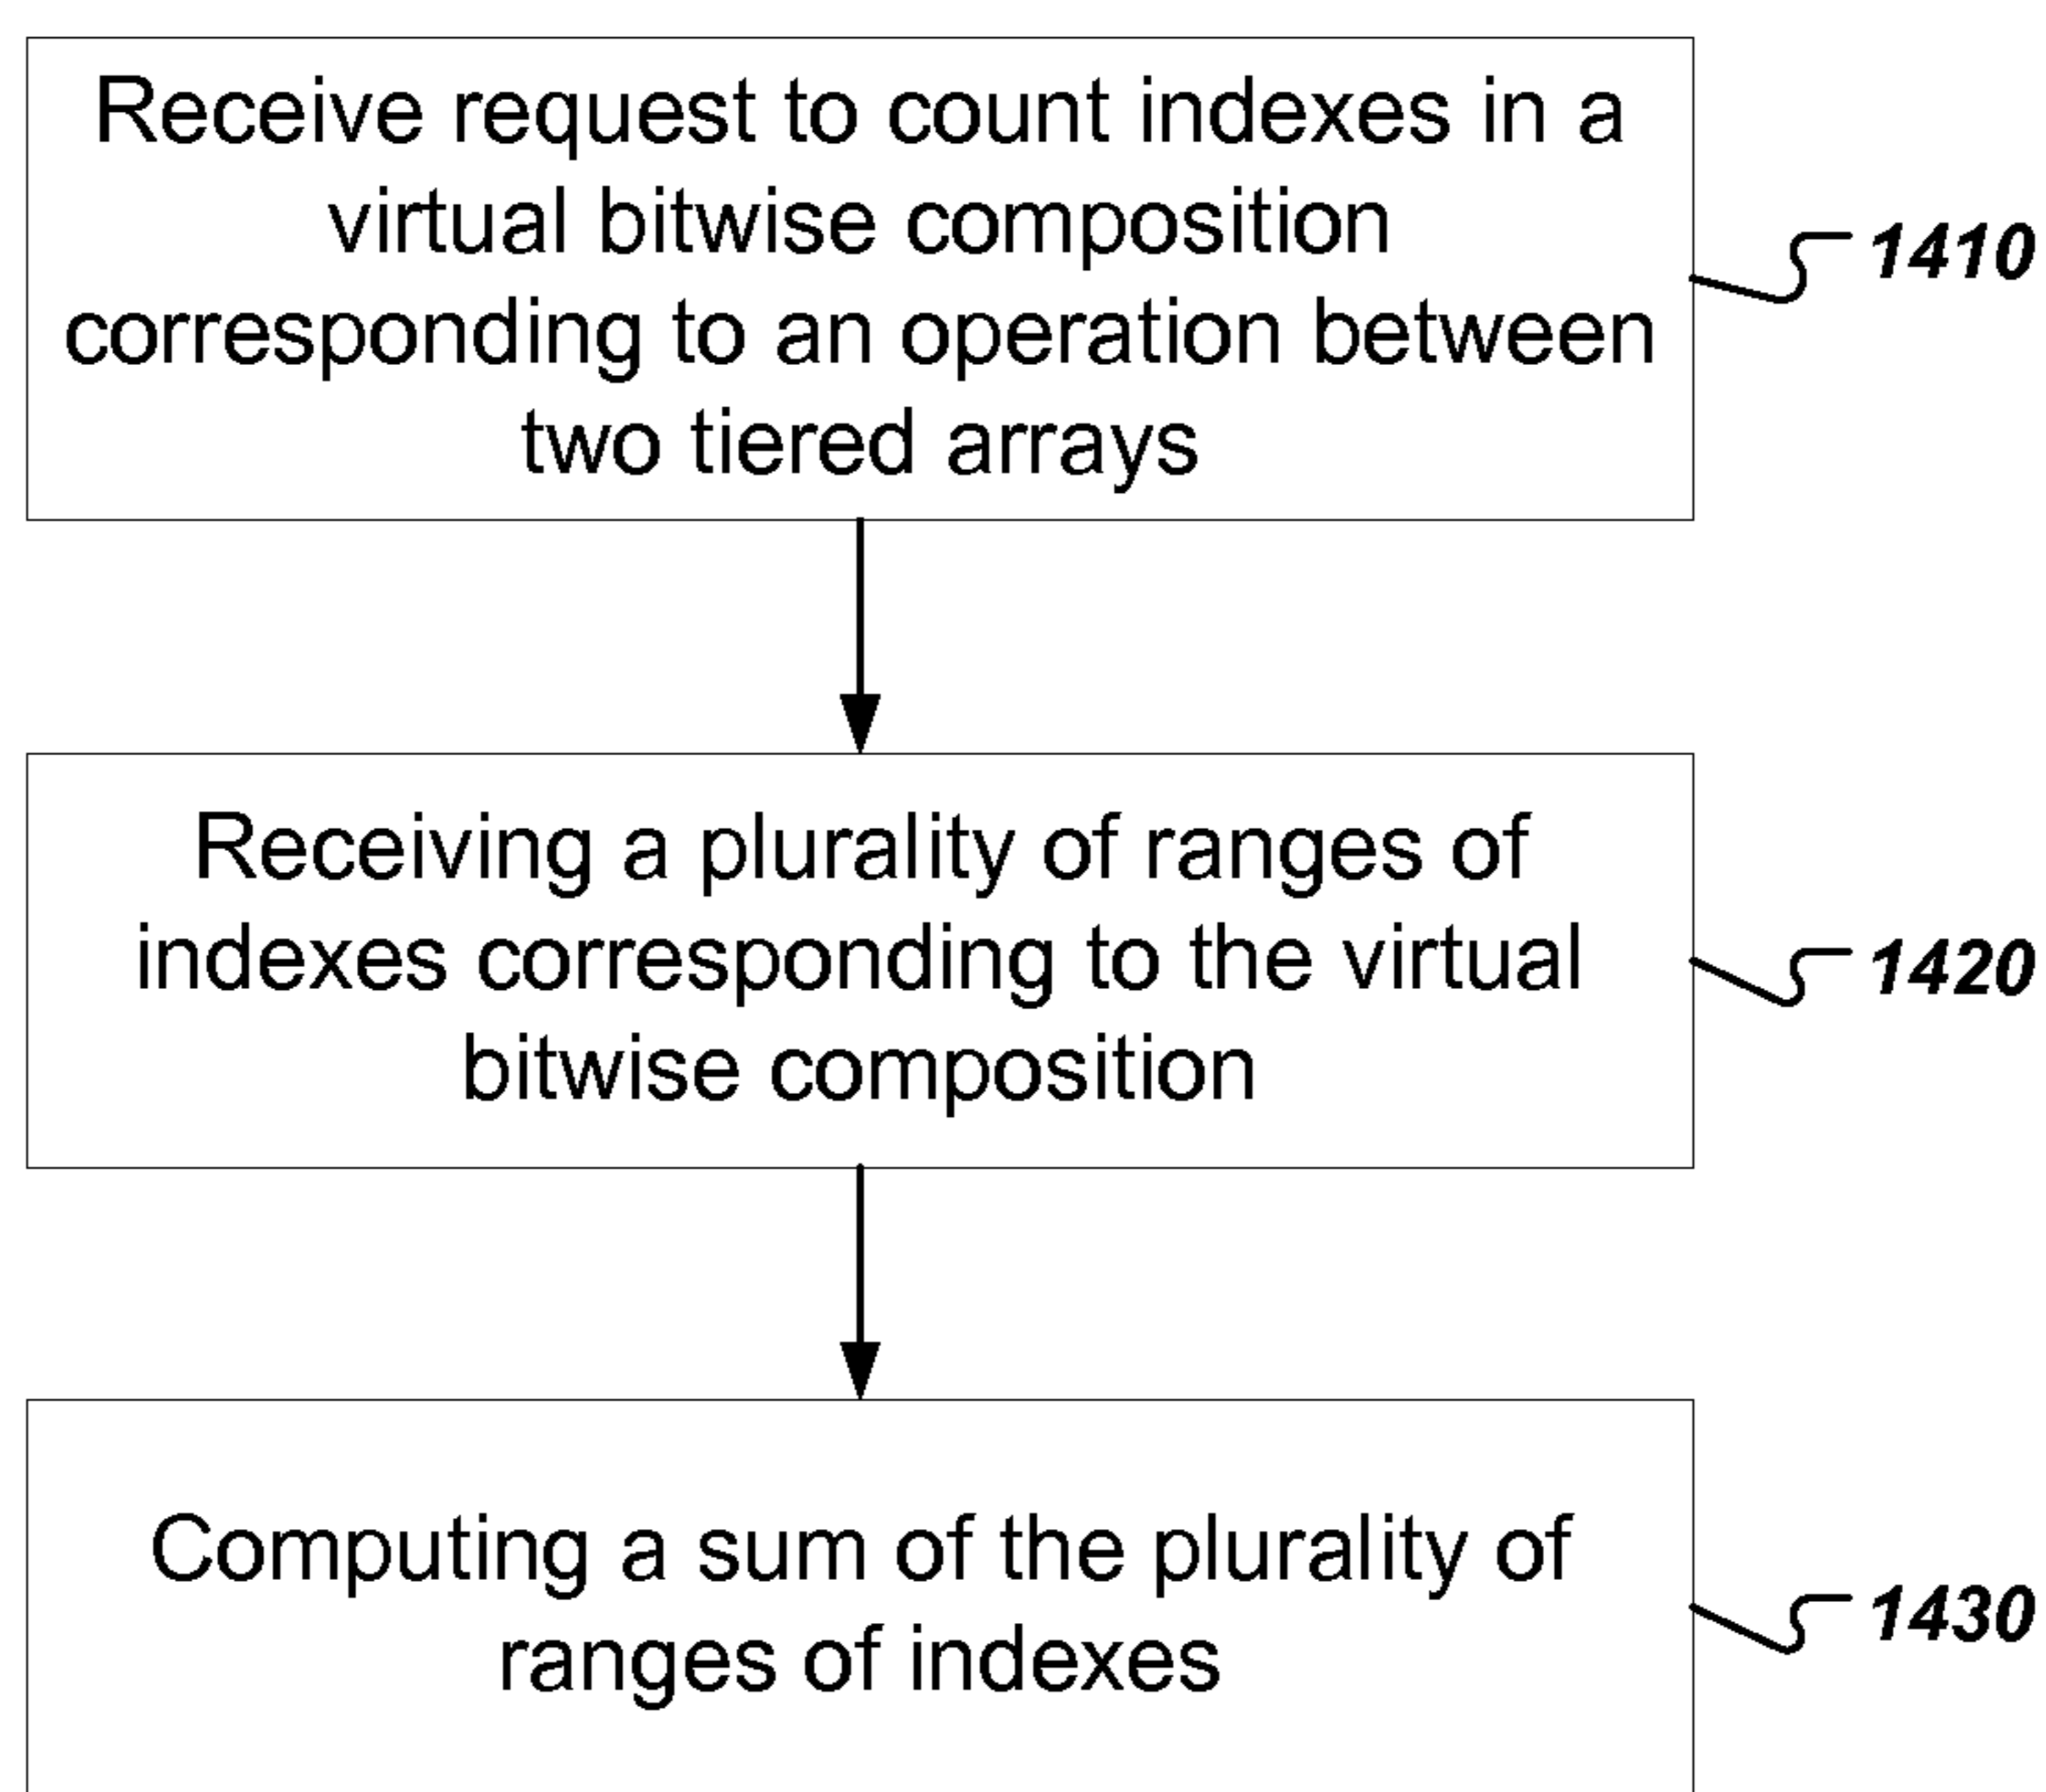 Receive request to count indexes in a
virtual bitwise composition
corresponding to an operation between
two tiered arrays
1410
Receiving a plurality of ranges of
indexes corresponding to the virtual
bitwise composition
1420
Computing a sum of the plurality of
ranges of indexes
1430